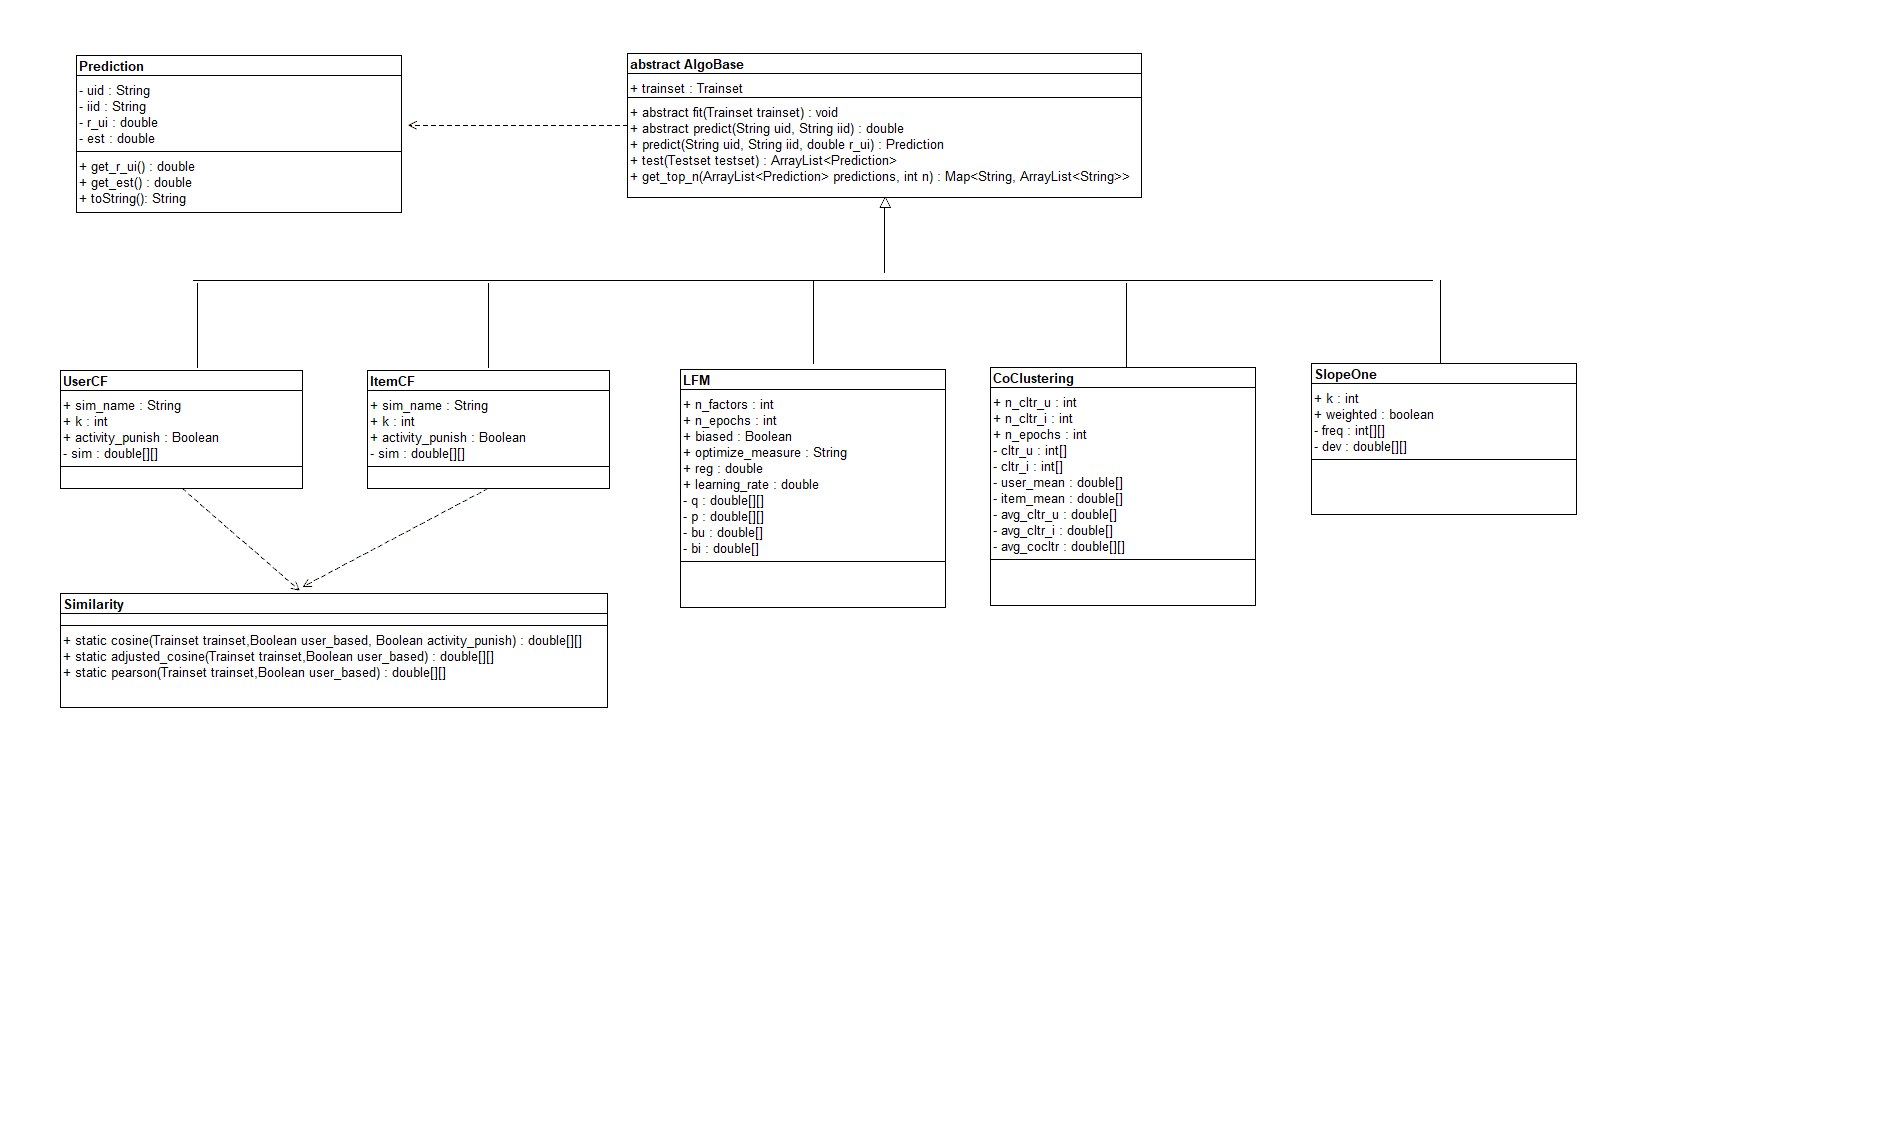 Prediction
- uid : String
- iid : String
- r_ui : double
- est : double
+ get_r_ui() : double
+ get_est() : double
+ toString(): String
abstract AlgoBase
+ trainset : Trainset
+ abstract fit(Trainset trainset) : void
+ abstract predict(String uid, String iid) : double
+ predict(String uid, String iid, double r_ui) : Prediction
+ test(Testset testset) : ArrayList<Prediction>
+ get_top_n(ArrayList<Prediction> predictions, int n) : Map<String, ArrayList<String>>
UserCF
+ sim_name : String
+ k : int
+ activity_punish : Boolean
- sim : double[][]
ItemCF
+ sim_name : String
+ k : int
+ activity_punish : Boolean
- sim : double[][]
LFM
+ n_factors : int
+ n_epochs : int
+ biased : Boolean
+ optimize_measure : String
+ reg : double
+ learning_rate : double
- q : double[][]
- p : double[][]
- bu : double[]
- bi : double[]
CoClustering
+ n_cltr_u : int
+ n_cltr_i : int
+ n_epochs : int
- cltr_u : int[]
- cltr_i : int[]
- user_mean : double[]
- item_mean : double[]
- avg_cltr_u : double[]
- avg_cltr_i : double[]
- avg_cocltr : double[][]
SlopeOne
+ k : int
+ weighted : boolean
- freq : int[][]
- dev : double[][]
Similarity
+ static cosine(Trainset trainset,Boolean user_based, Boolean activity_punish) : double[][]
+ static adjusted_cosine(Trainset trainset,Boolean user_based) : double[][]
+ static pearson(Trainset trainset,Boolean user_based) : double[][]